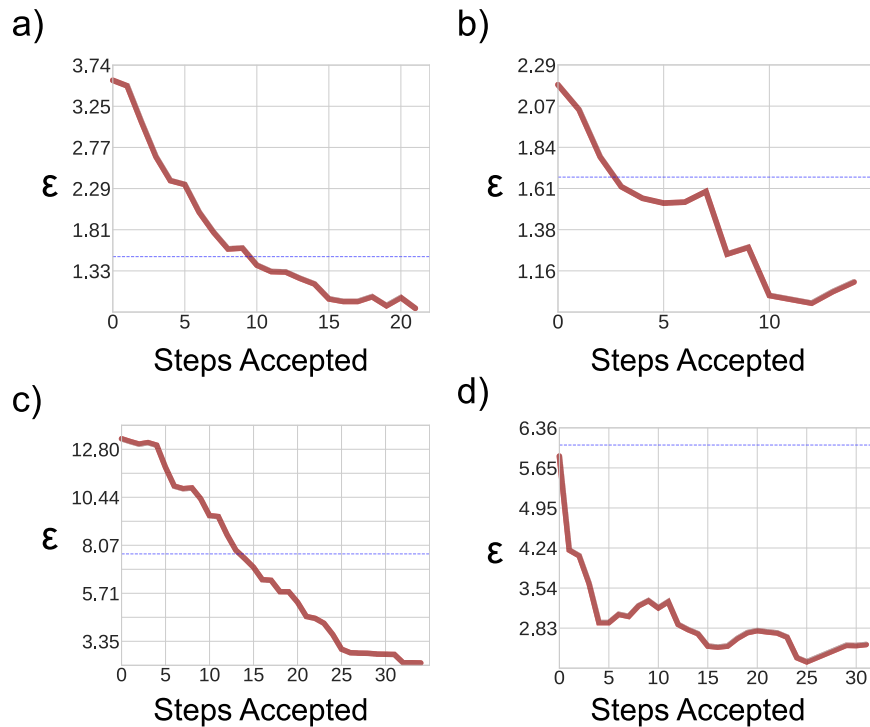 a)
3.74
3.25
2.77
2.29
1.81
1.33
ε
0 5 10 15 20
Steps Accepted
b)
2.29
2.07
1.84
1.61
1.38
1.16
ε
0 5 10
Steps Accepted
c)
12.80
10.44
8.07
5.71
3.35
ε
0 5 10 15 20 25 30
Steps Accepted
d)
6.36
5.65
4.95
4.24
3.54
2.83
ε
0 5 10 15 20 25 30
Steps Accepted